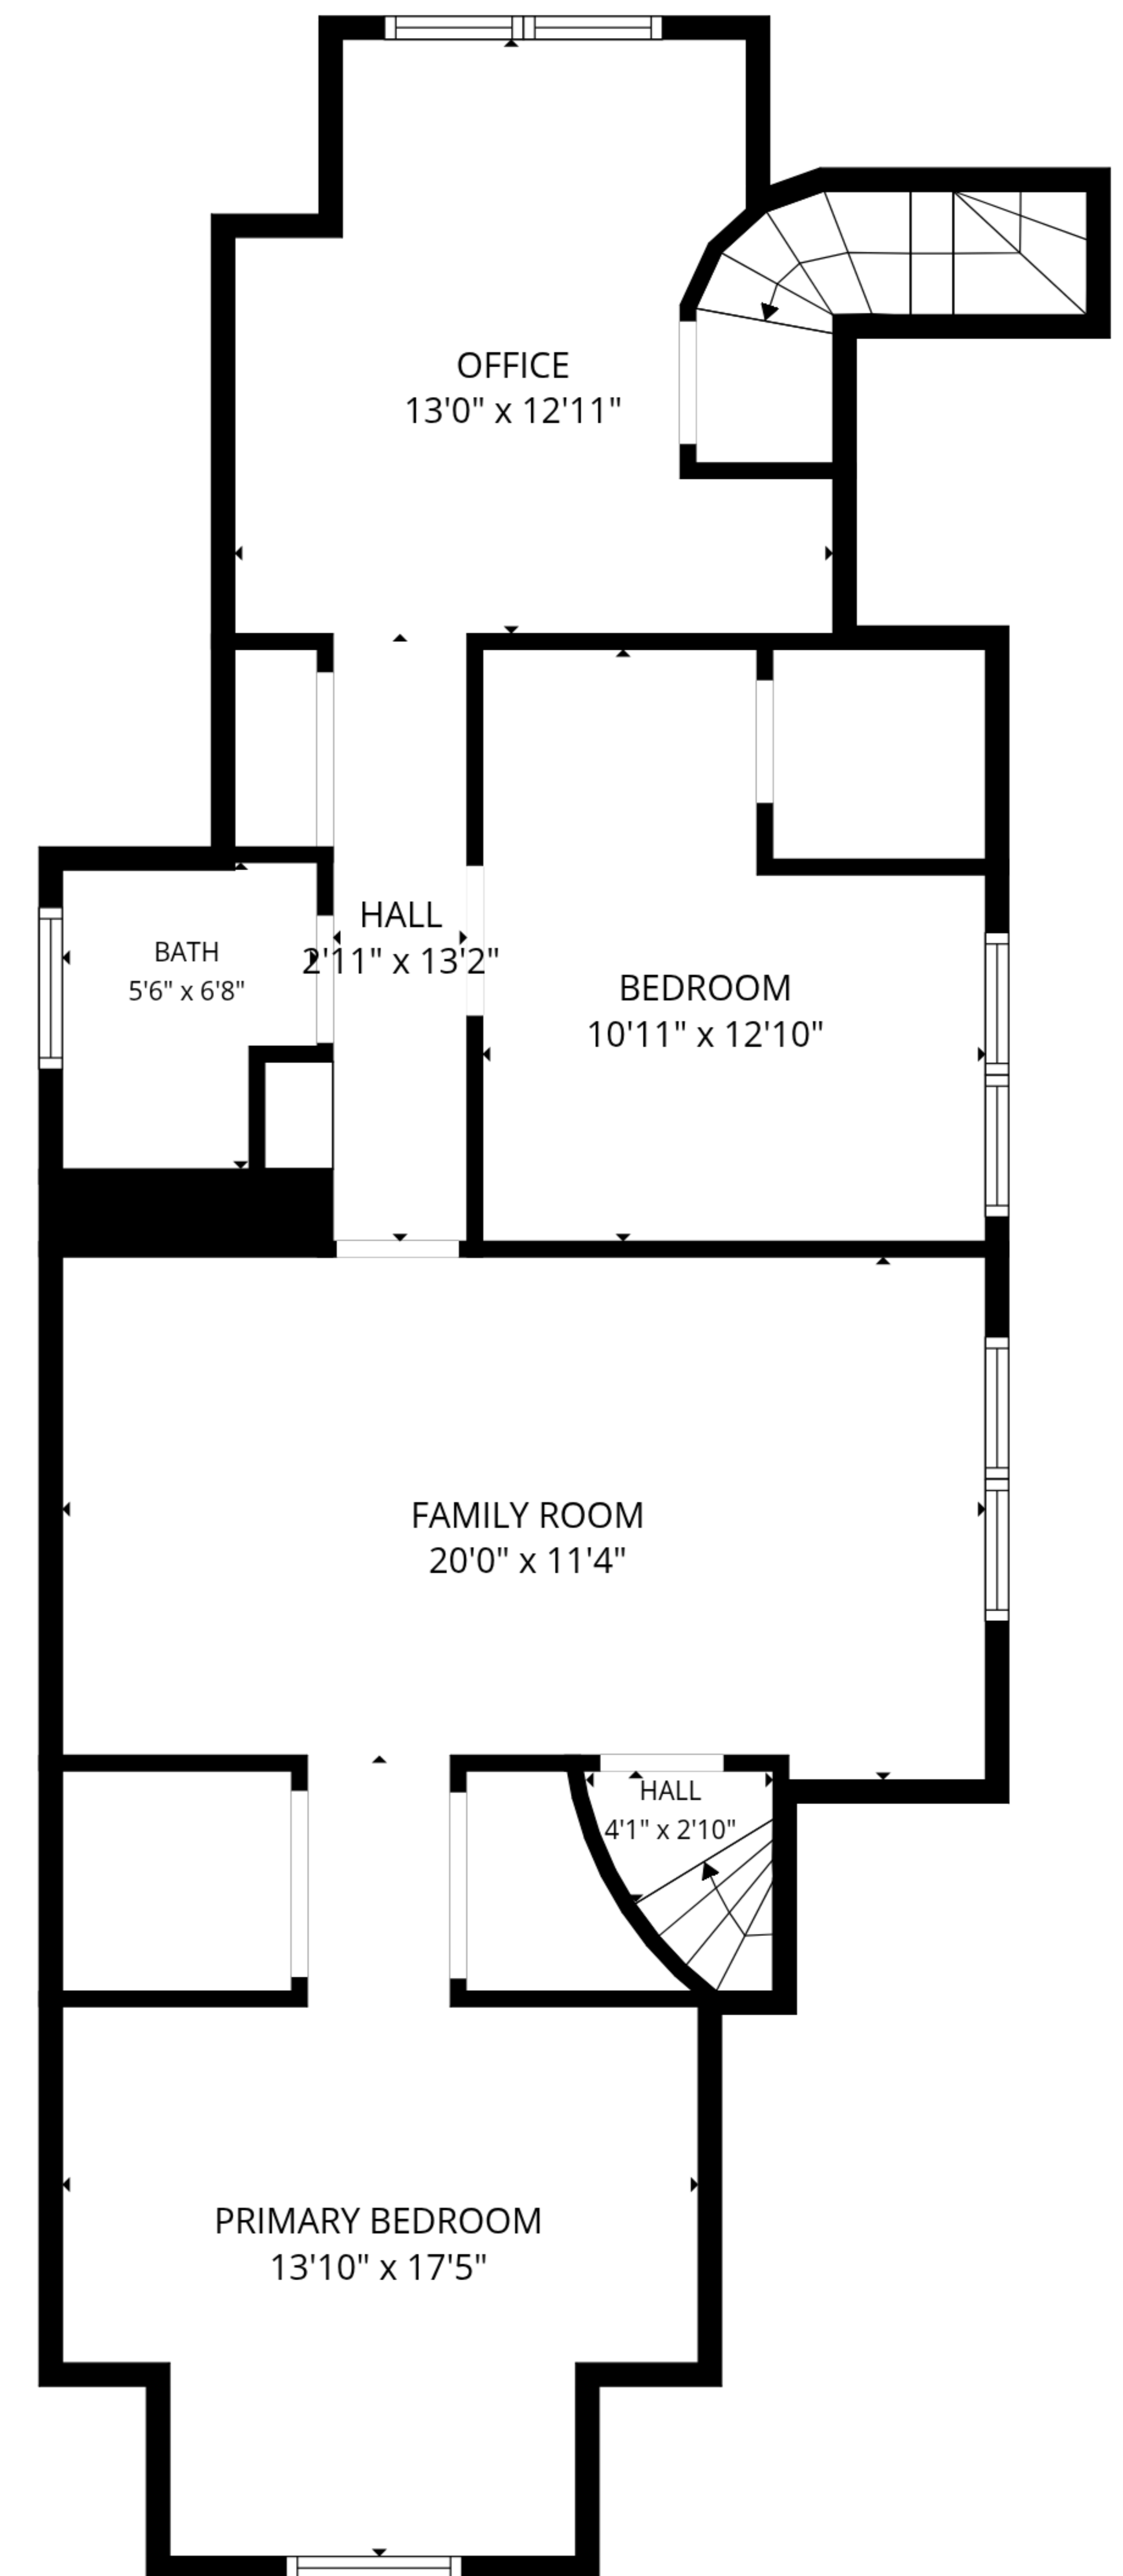 OFFICE
13'0" x 12'11"
HALL
2'11" x 13'2"
BATH
5'6" x 6'8"
BEDROOM
10'11" x 12'10"
FAMILY ROOM
20'0" x 11'4"
HALL
4'1" x 2'10"
PRIMARY BEDROOM
13'10" x 17'5"